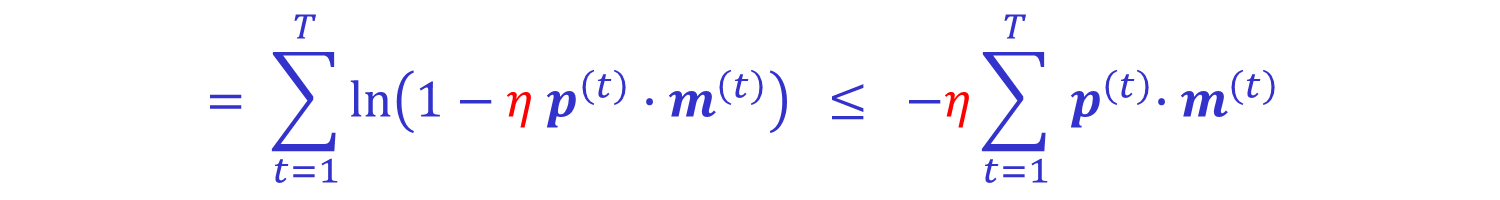 = ∑_{t=1}^{T} ln(1 − η p^{(t)} · m^{(t)}) ≤ −η ∑_{t=1}^{T} p^{(t)} · m^{(t)}